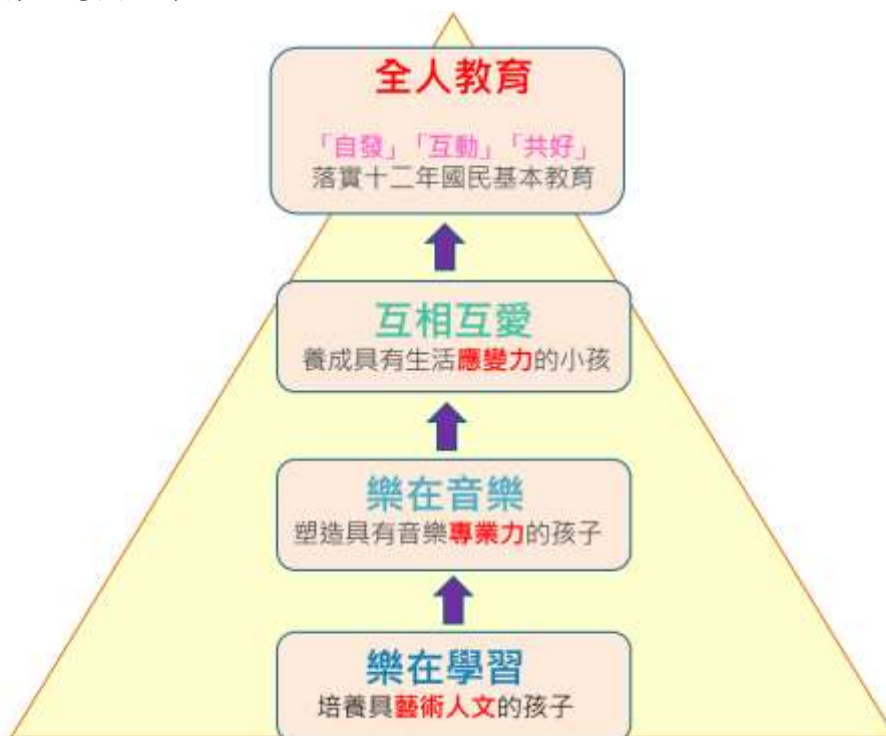 全人教育
「自發」「互動」「共好」
落實十二年國民基本教育
互相互愛
養成具有生活應變力的小孩
樂在音樂
塑造具有音樂專業力的孩子
樂在學習
培養具藝術人文的孩子